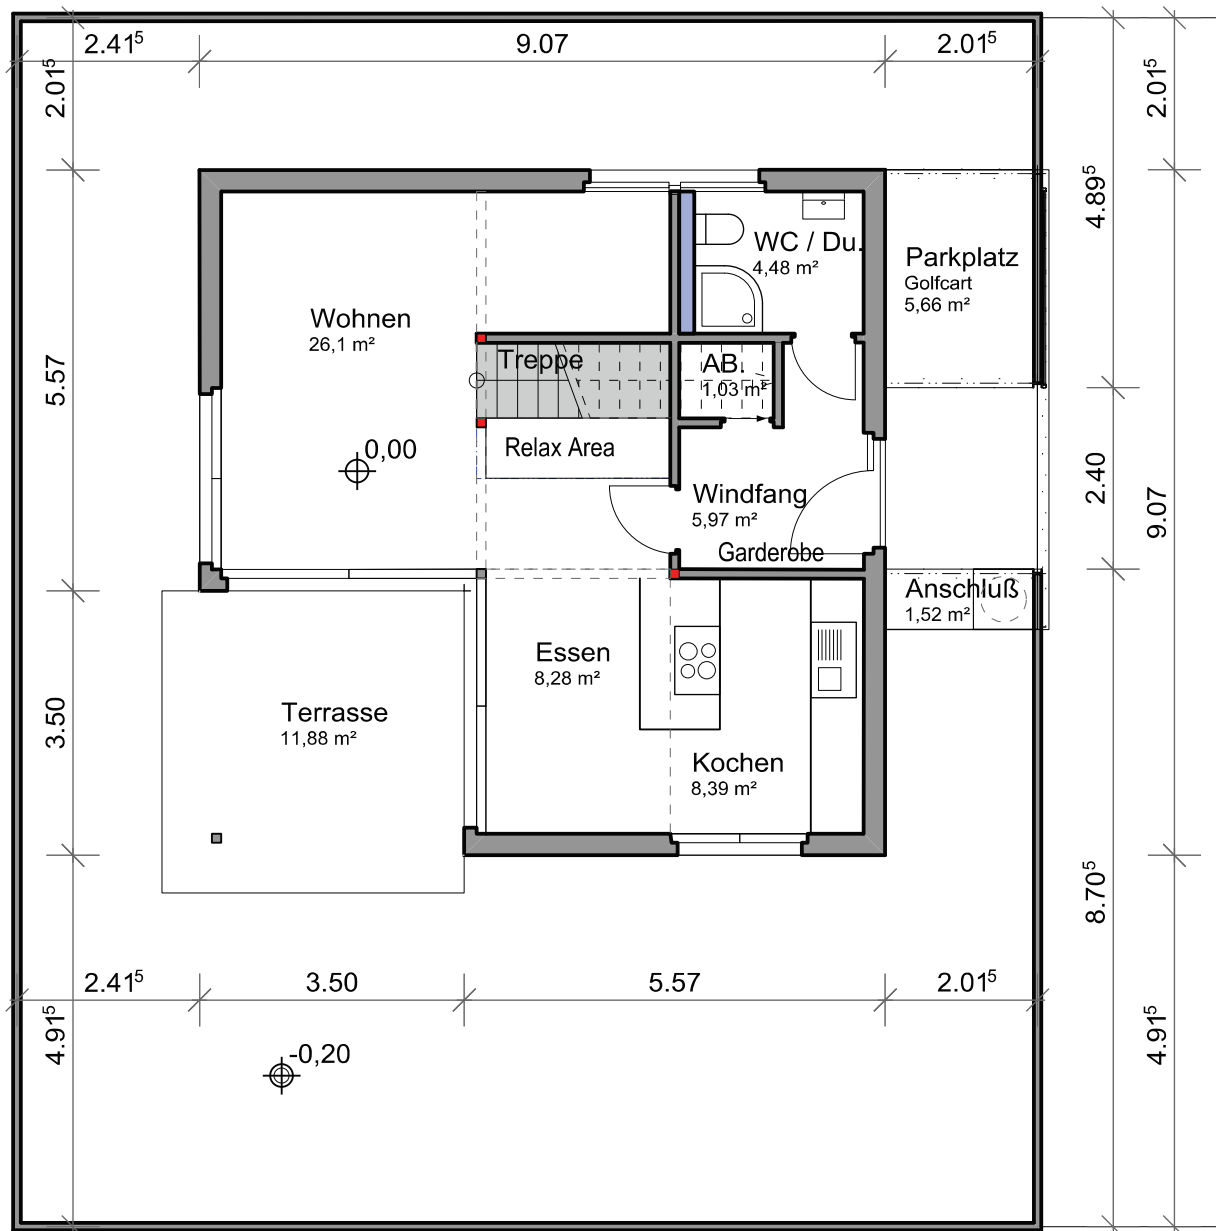 2.41⁵
9.07
2.01⁵
2.01⁵
2.01⁵
4.89⁵
WC / Du.
4,48 m²
Parkplatz
Golfcart
5,66 m²
Wohnen
26,1 m²
Treppe
AB.
1,03 m²
5.57
0,00
Relax Area
2.40
9.07
Windfang
5,97 m²
Garderobe
Anschluß
1,52 m²
Essen
8,28 m²
3.50
Terrasse
11,88 m²
Kochen
8,39 m²
8.70⁵
2.41⁵
3.50
5.57
2.01⁵
4.91⁵
4.91⁵
-0,20